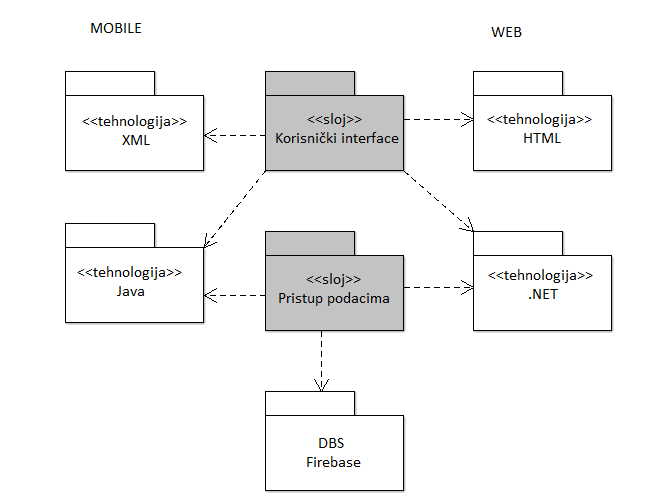 MOBILE
WEB
<<tehnologija>>
XML
<<sloj>>
Korisnički interface
<<tehnologija>>
HTML
<<tehnologija>>
Java
<<sloj>>
Pristup podacima
<<tehnologija>>
.NET
DBS
Firebase